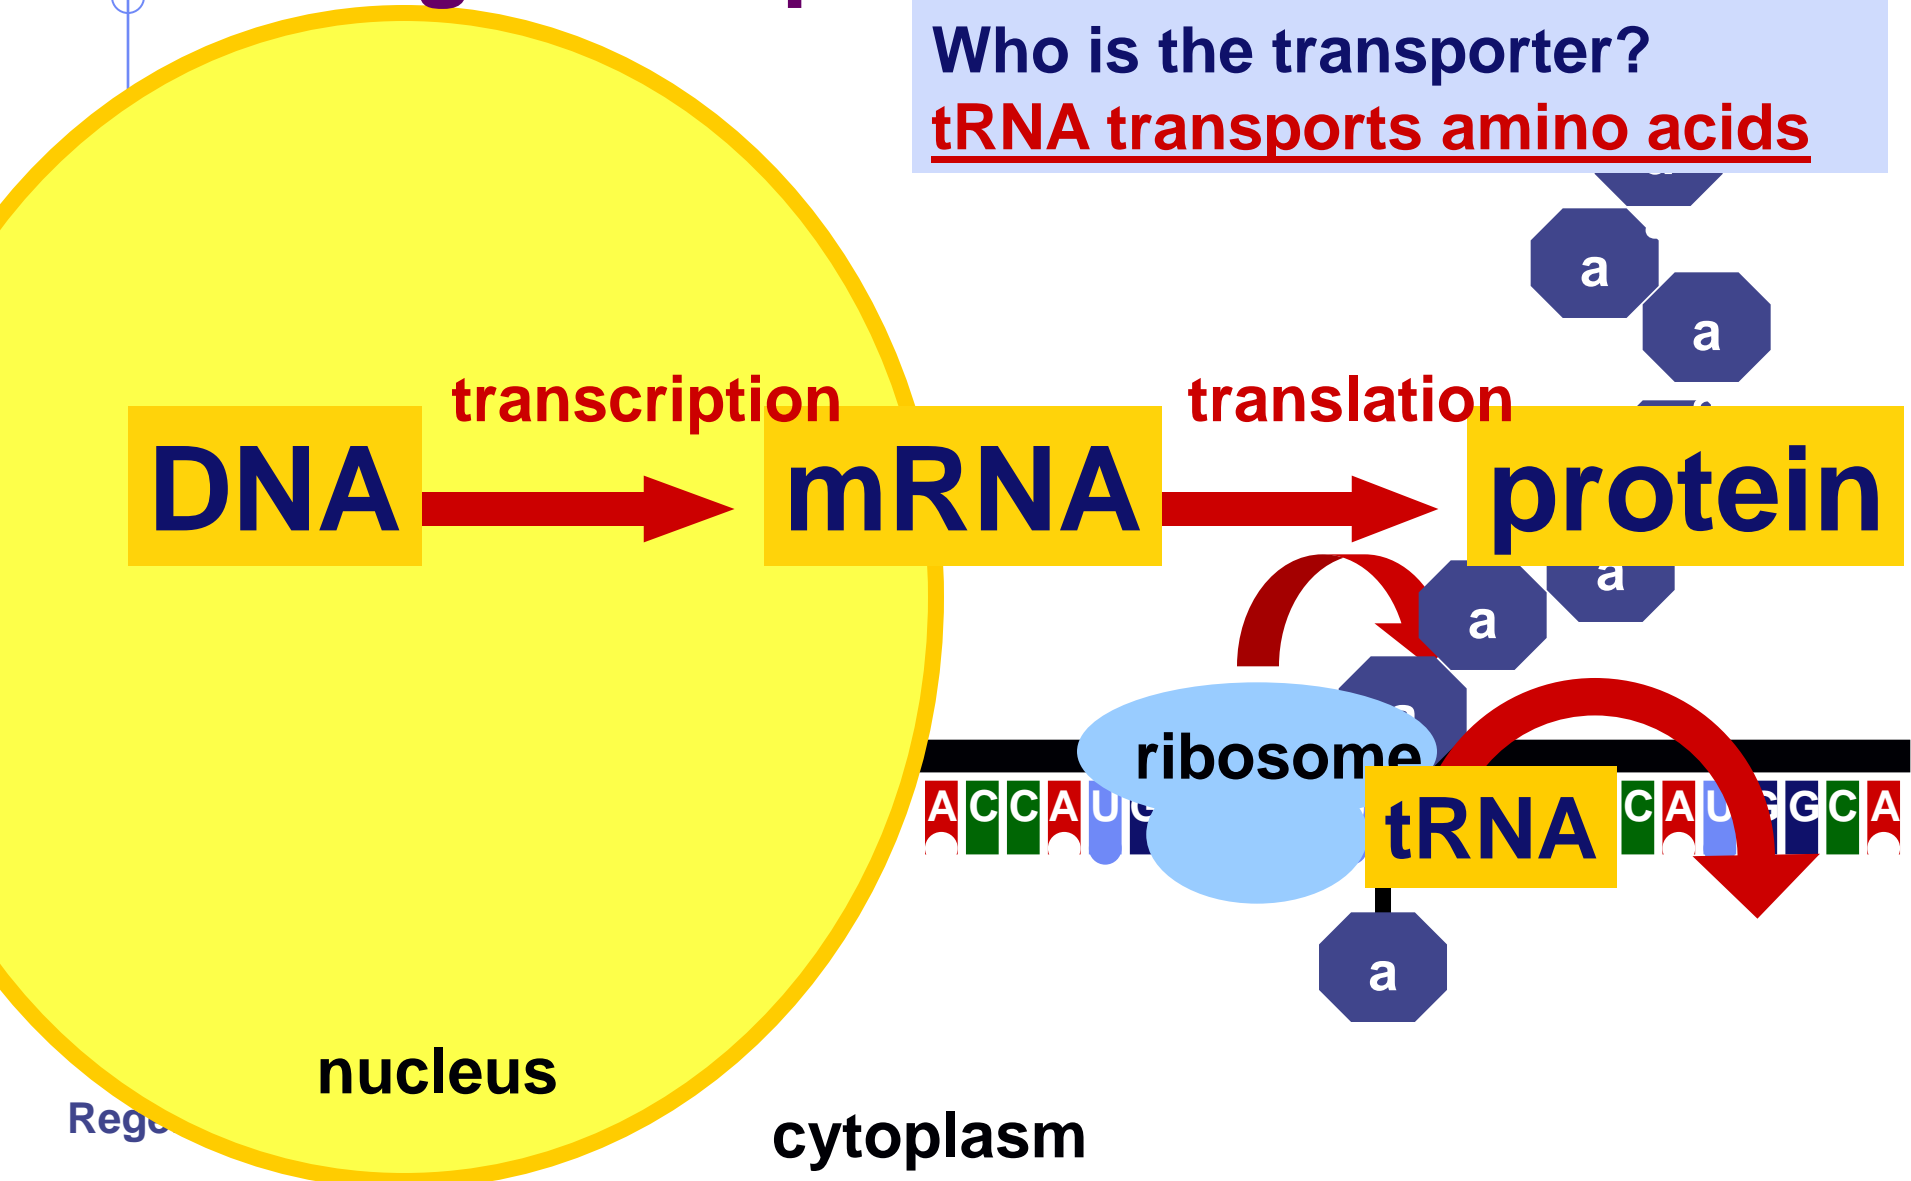 Who is the transporter?
tRNA transports amino acids
a
a
transcription
translation
DNA
mRNA
protein
a
a
ribosome
A C C A U G
tRNA
C A U G G C A
a
nucleus
cytoplasm